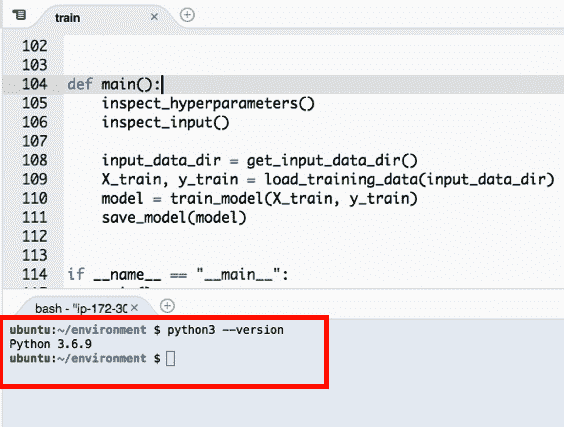 train × +
102
103
104 def main():
105     inspect_hyperparameters()
106     inspect_input()
107
108     input_data_dir = get_input_data_dir()
109     X_train, y_train = load_training_data(input_data_dir)
110     model = train_model(X_train, y_train)
111     save_model(model)
112
113
114 if __name__ == "__main__":
bash - "ip-172-30 × +
ubuntu:~/environment $ python3 --version
Python 3.6.9
ubuntu:~/environment $